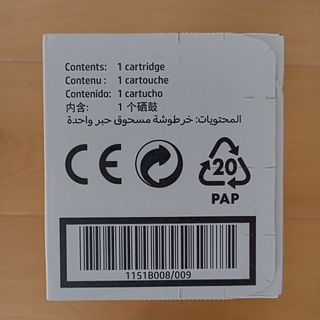 Contents: 1 cartridge
Contenu : 1 cartouche
Contenido: 1 cartucho
内含: 1 个硒鼓
المحتويات: خرطوشة مسحوق حبر واحدة
CE
20
PAP
1151B008/009